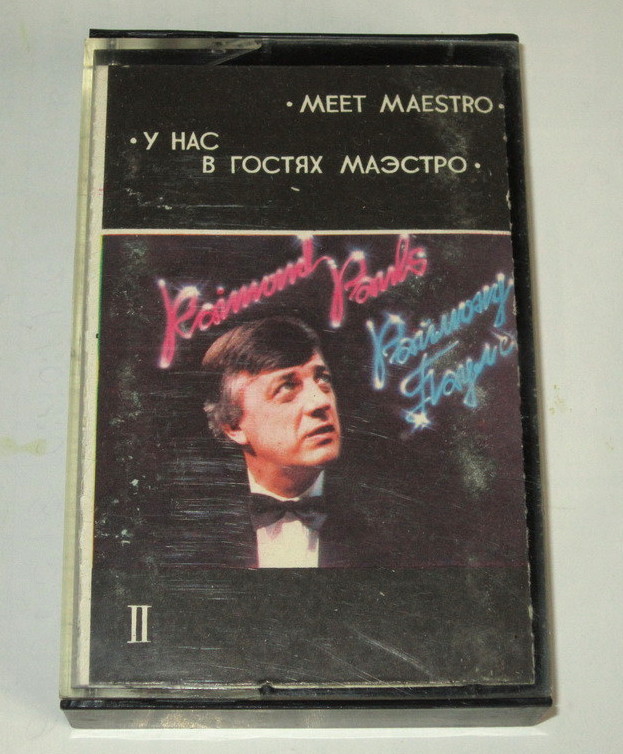 • MEET MAESTRO •
• У НАС
В ГОСТЯХ МАЭСТРО •
Raimond Pauls
Раймонд
Паулс
II